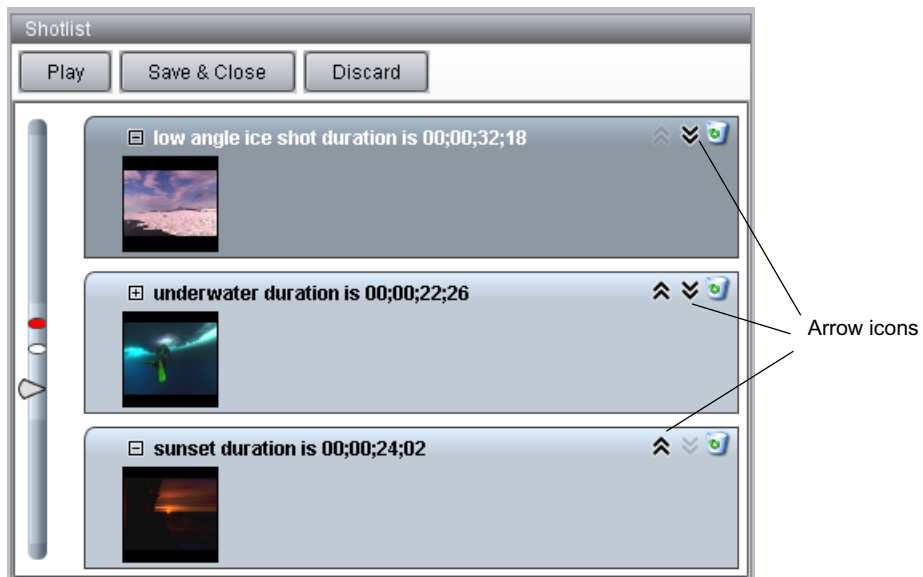 Shotlist
Play Save & Close Discard
low angle ice shot duration is 00;00;32;18
underwater duration is 00;00;22;26
Arrow icons
sunset duration is 00;00;24;02